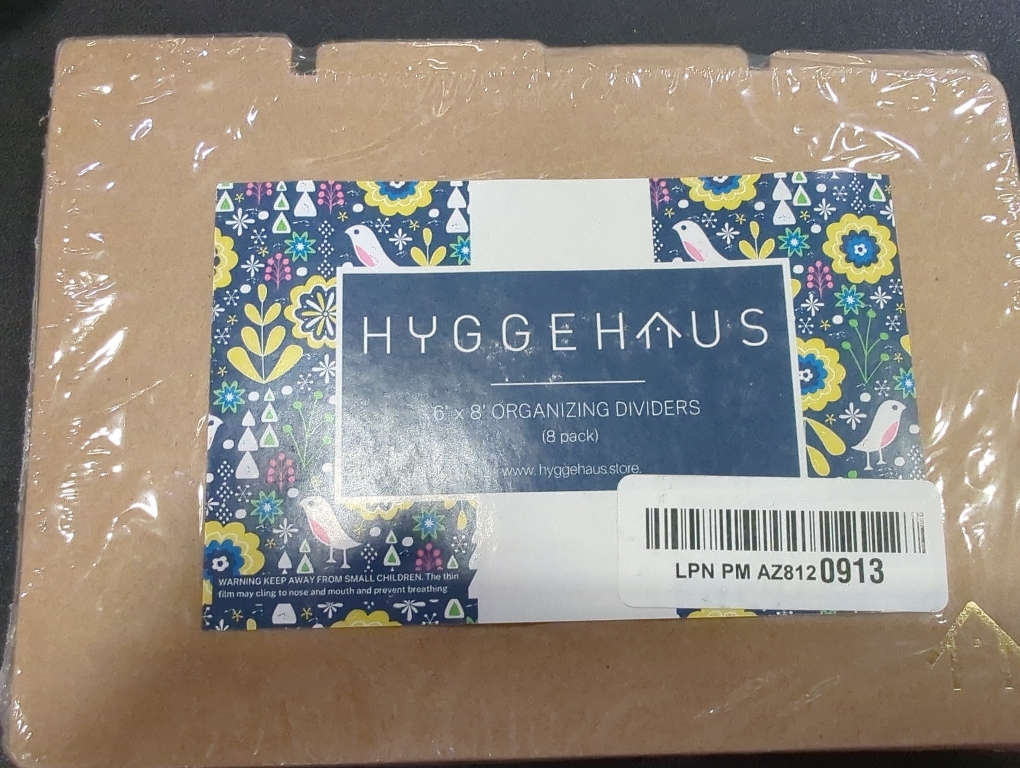 HYGGEHAUS
6' x 8' ORGANIZING DIVIDERS
(8 pack)
www.hyggehaus.store.
LPN PM AZ8120913
WARNING KEEP AWAY FROM SMALL CHILDREN. The thin
film may cling to nose and mouth and prevent breathing